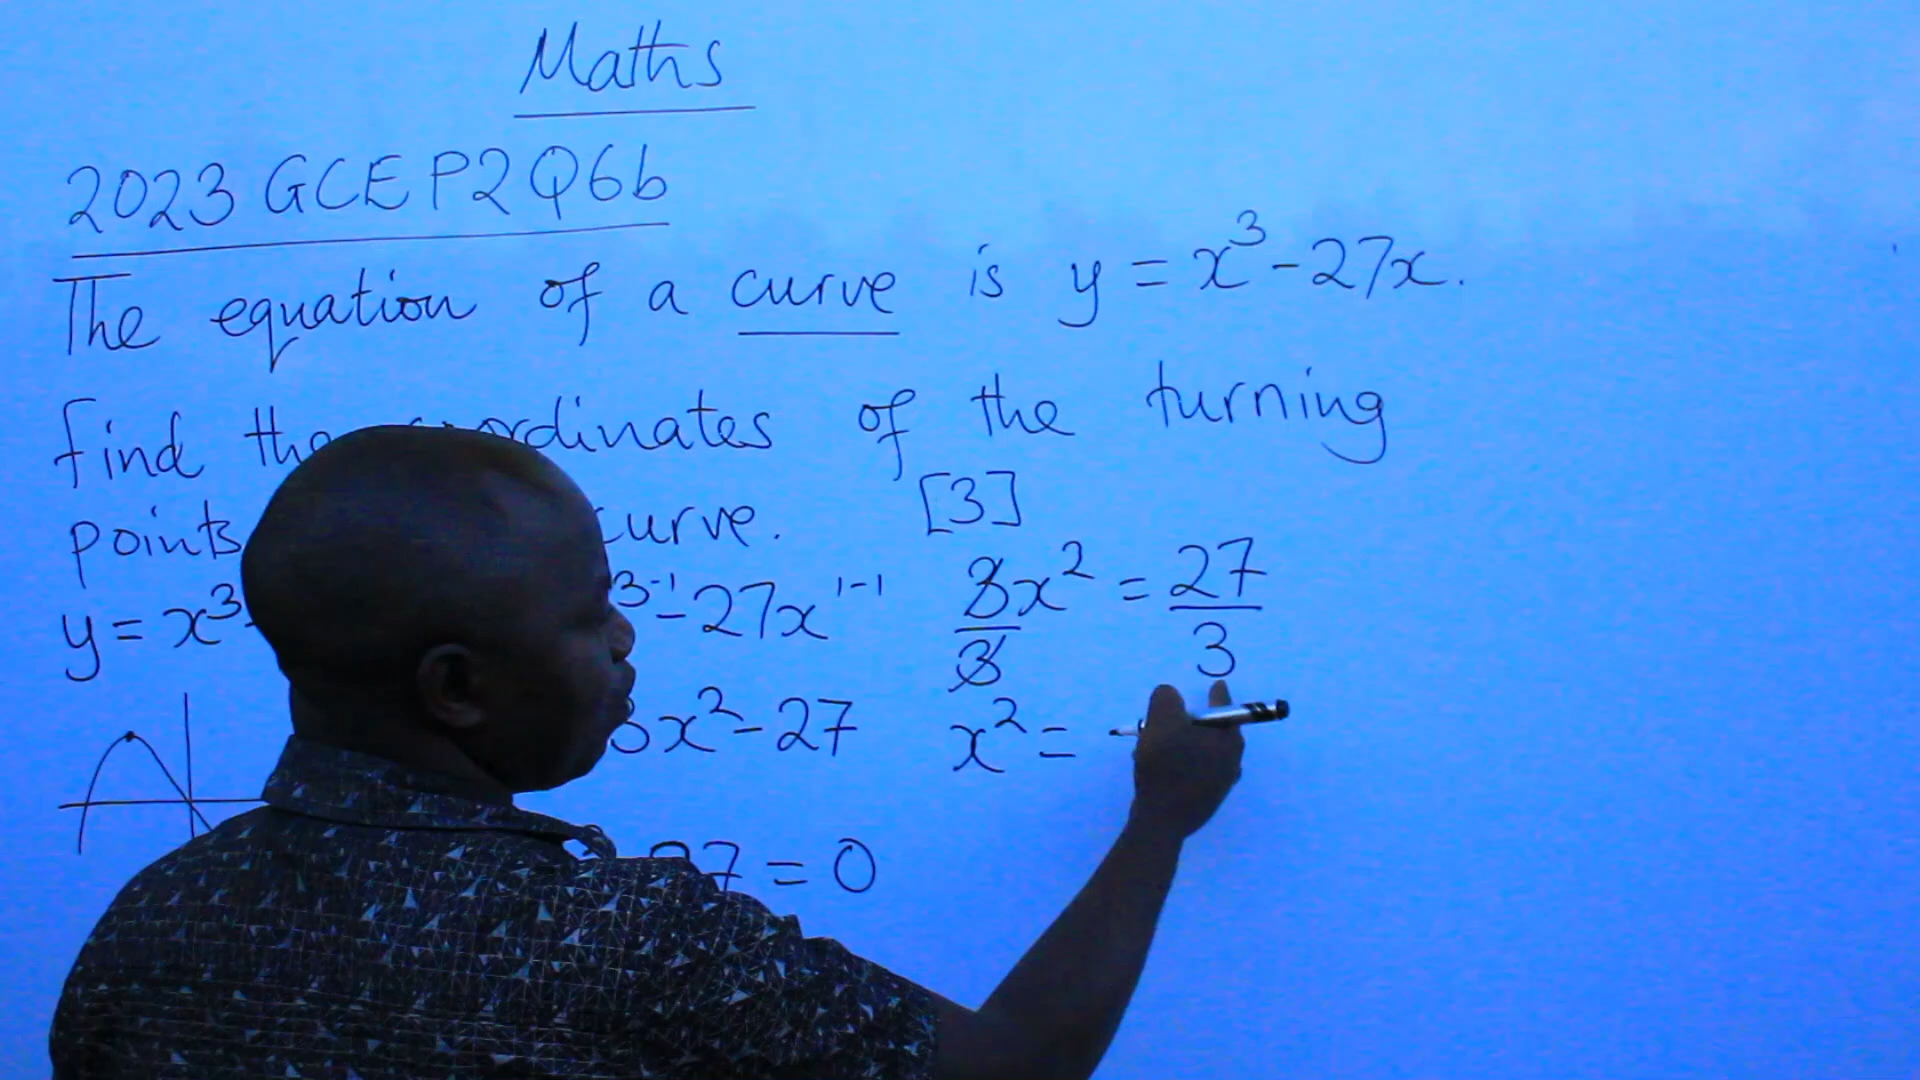 Maths
2023 GCE P2 Q6b
The equation of a curve is y = x³ - 27x.
find the coordinates of the turning
points curve. [3]
y = x³ 3-1 - 27x¹⁻¹
3x² - 27
27 = 0
3x²/3 = 27/3
x² =